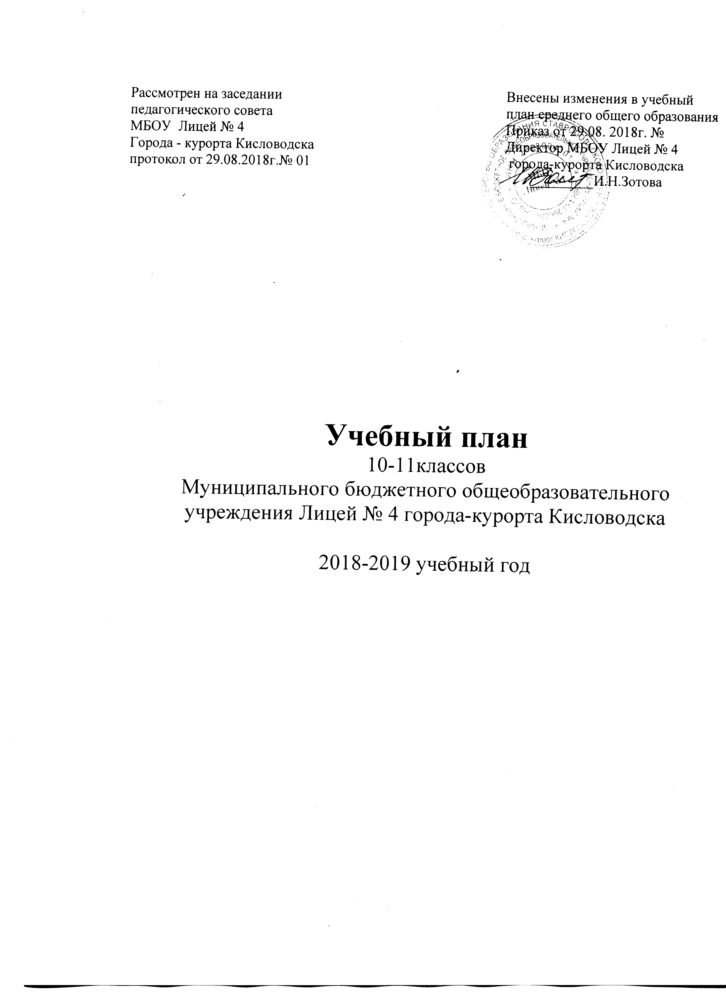 Рассмотрен на заседании
педагогического совета
МБОУ  Лицей № 4
Города - курорта Кисловодска
протокол от 29.08.2018г.№ 01
Внесены изменения в учебный
план среднего общего образования
Приказ от 29.08. 2018г. №
Директор МБОУ Лицей № 4
города-курорта Кисловодска
И.Н.Зотова
Учебный план
10-11классов
Муниципального бюджетного общеобразовательного
учреждения Лицей № 4 города-курорта Кисловодска
2018-2019 учебный год